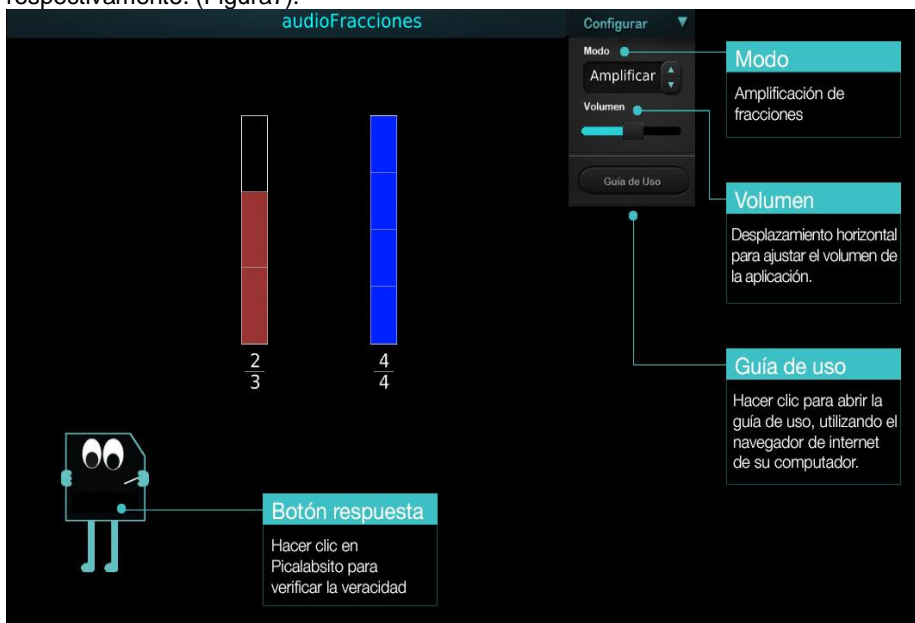 respectivamente. (Figura7).
audioFracciones
Configurar
Modo
Amplificar
Volumen
Guía de Uso
Modo
Amplificación de
fracciones
Volumen
Desplazamiento horizontal
para ajustar el volumen de
la aplicación.
Guía de uso
Hacer clic para abrir la
guía de uso, utilizando el
navegador de internet
de su computador.
2
3
4
4
Botón respuesta
Hacer clic en
Picalabsito para
verificar la veracidad